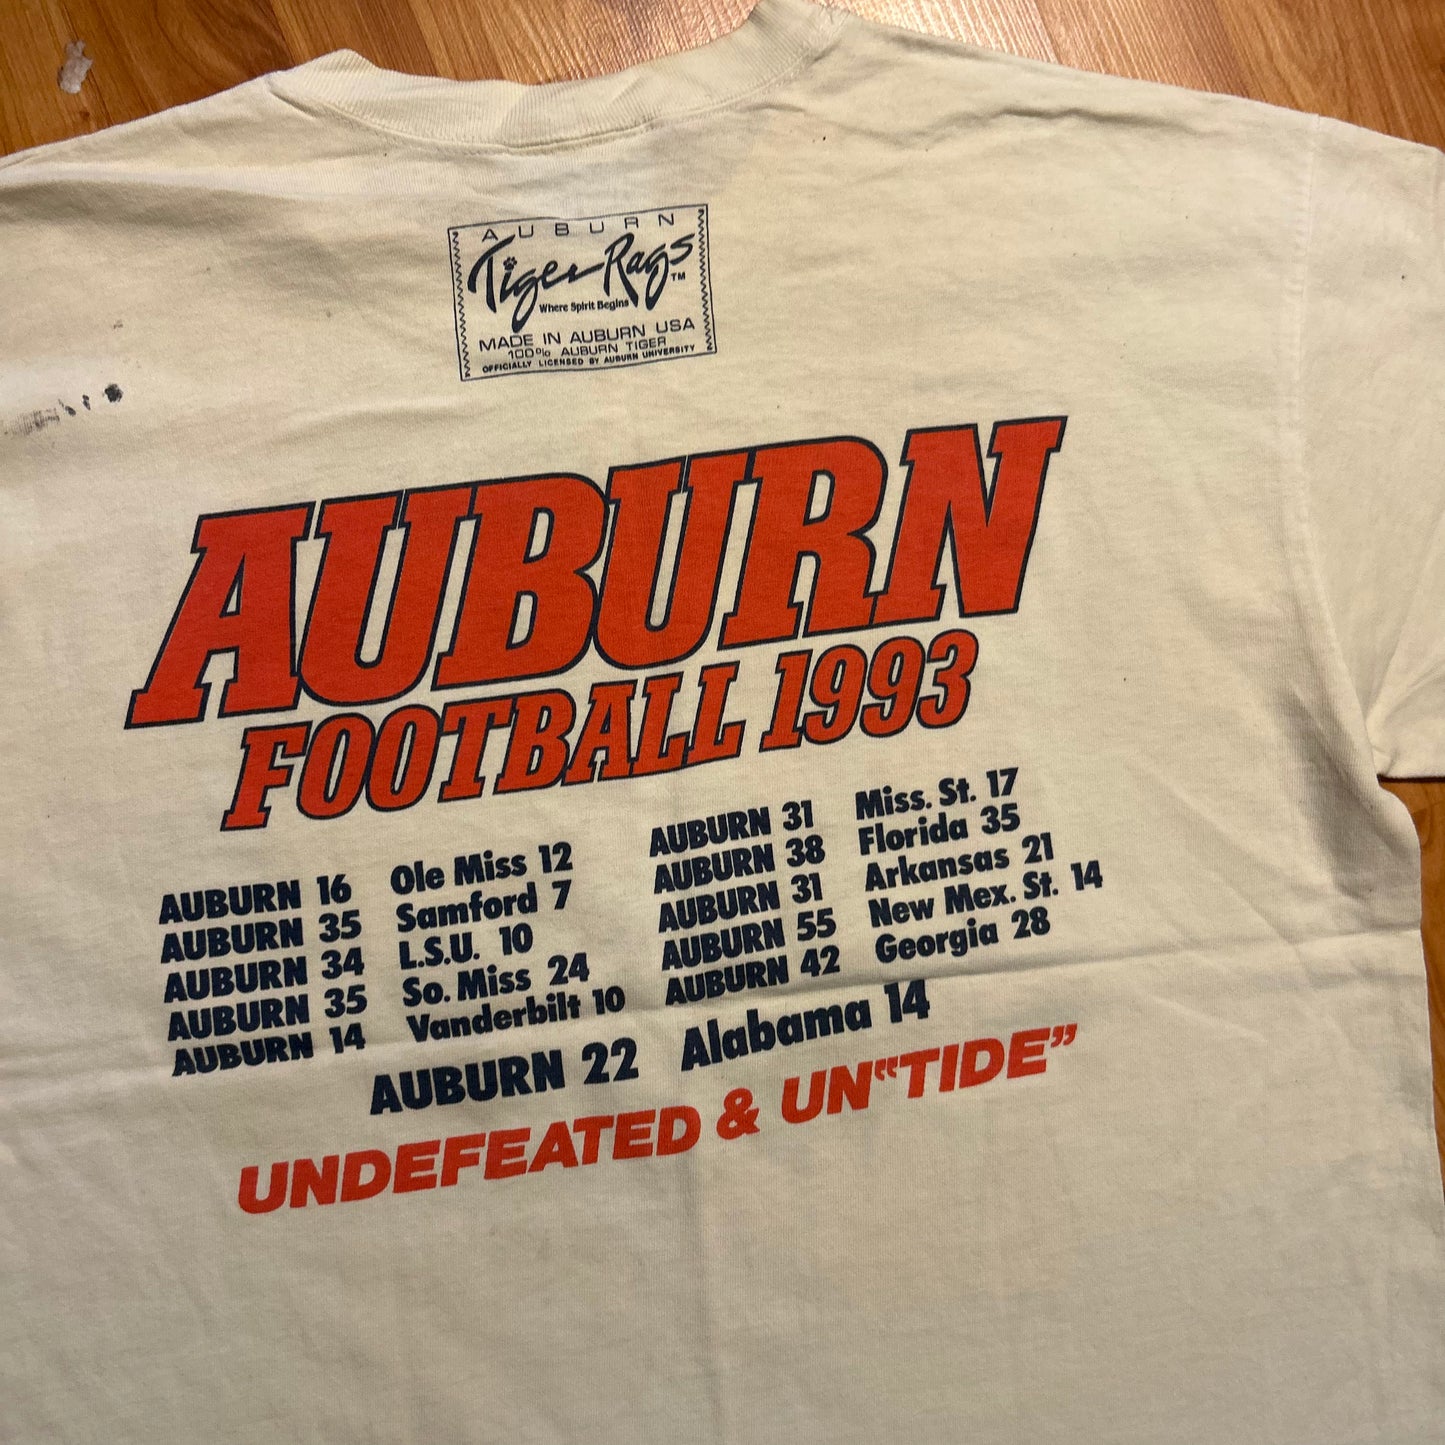 AUBURN
Tiger Rags™
Where Spirit Begins
MADE IN AUBURN USA
100% AUBURN TIGER
OFFICIALLY LICENSED BY AUBURN UNIVERSITY
AUBURN
FOOTBALL 1993
AUBURN 16 Ole Miss 12
AUBURN 35 Samford 7
AUBURN 34 L.S.U. 10
AUBURN 35 So. Miss 24
AUBURN 14 Vanderbilt 10
AUBURN 31 Miss. St. 17
AUBURN 38 Florida 35
AUBURN 31 Arkansas 21
AUBURN 55 New Mex. St. 14
AUBURN 42 Georgia 28
AUBURN 22 Alabama 14
UNDEFEATED & UN“TIDE”